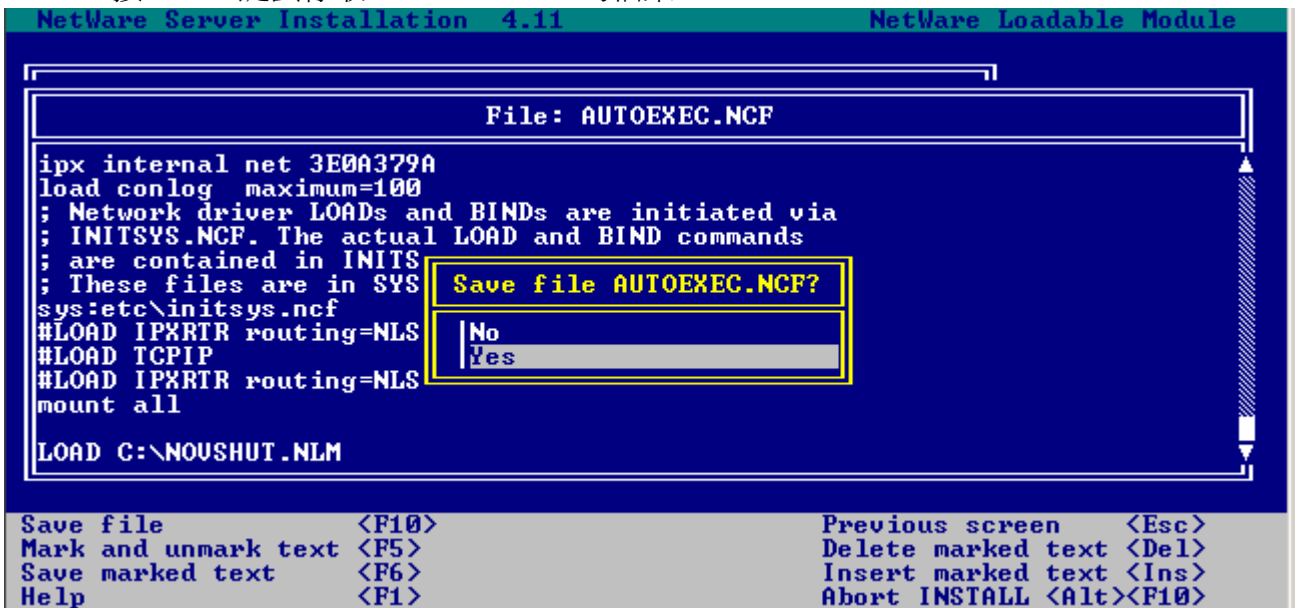 NetWare Server Installation 4.11 NetWare Loadable Module
File: AUTOEXEC.NCF
ipx internal net 3E0A379A
load conlog maximum=100
; Network driver LOADs and BINDs are initiated via
; INITSYS.NCF. The actual LOAD and BIND commands
; are contained in INITS
; These files are in SYS
sys:etc\initsys.ncf
#LOAD IPXRTR routing=NLS
#LOAD TCPIP
#LOAD IPXRTR routing=NLS
mount all
LOAD C:\NOVSHUT.NLM
Save file AUTOEXEC.NCF?
No
Yes
Save file <F10> Previous screen <Esc>
Mark and unmark text <F5> Delete marked text <Del>
Save marked text <F6> Insert marked text <Ins>
Help <F1> Abort INSTALL <Alt><F10>